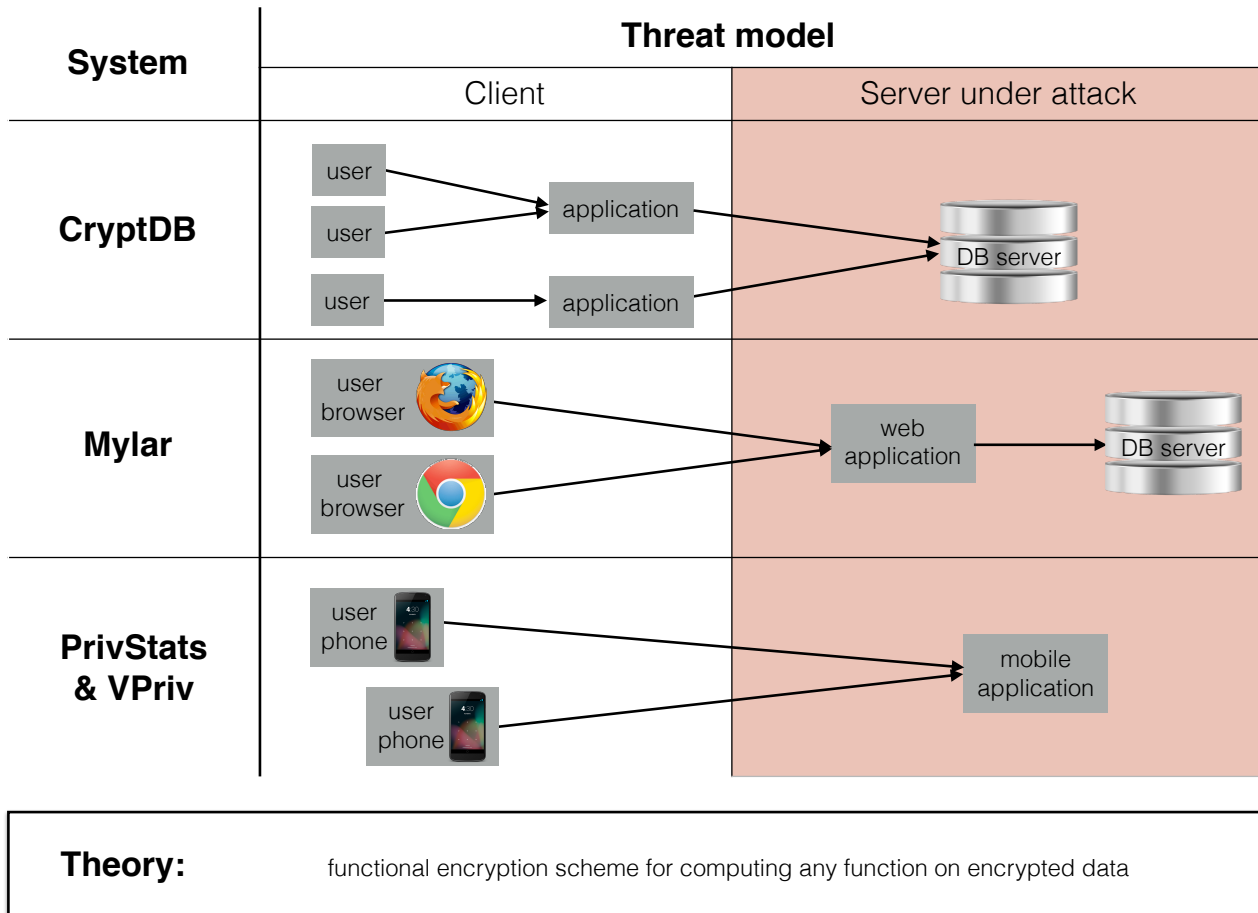 System
Threat model
Client
Server under attack
CryptDB
user
user
user
application
application
DB server
Mylar
user
browser
user
browser
web
application
DB server
PrivStats
& VPriv
user
phone
4:30
user
phone
mobile
application
Theory:
functional encryption scheme for computing any function on encrypted data